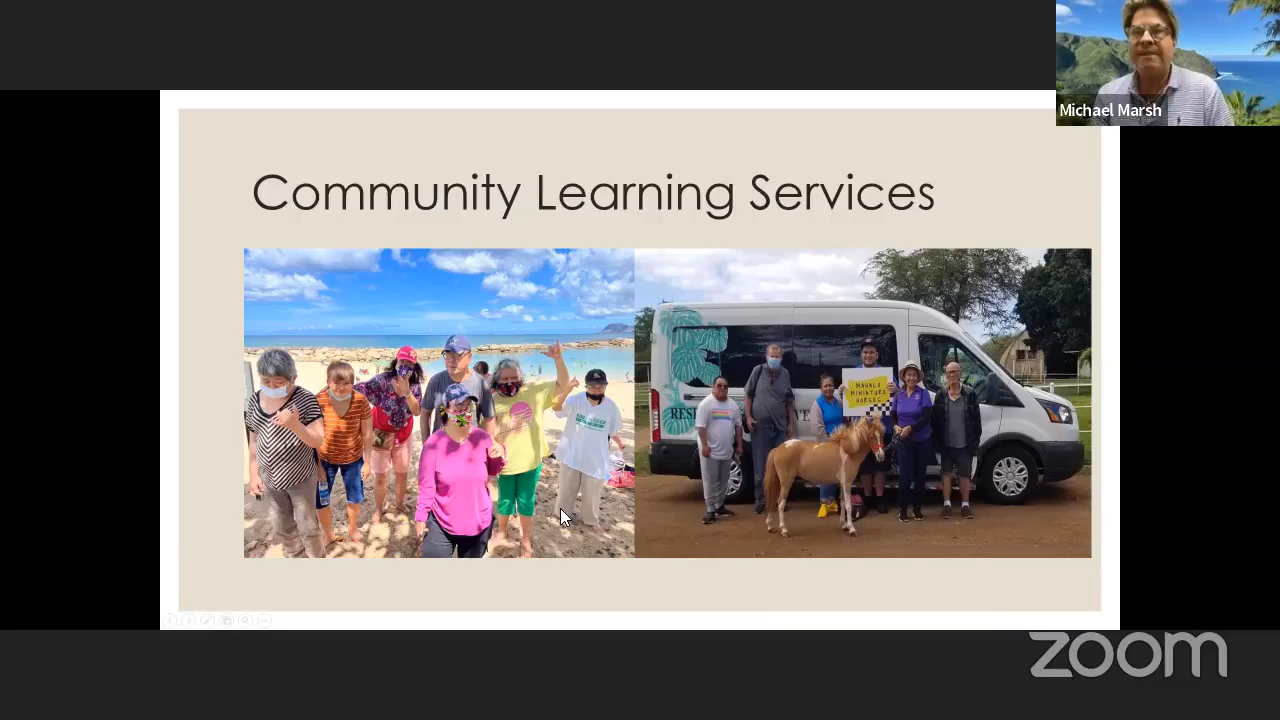 Michael Marsh
Community Learning Services
MAHALO
MINIATURE
HORSES
zoom